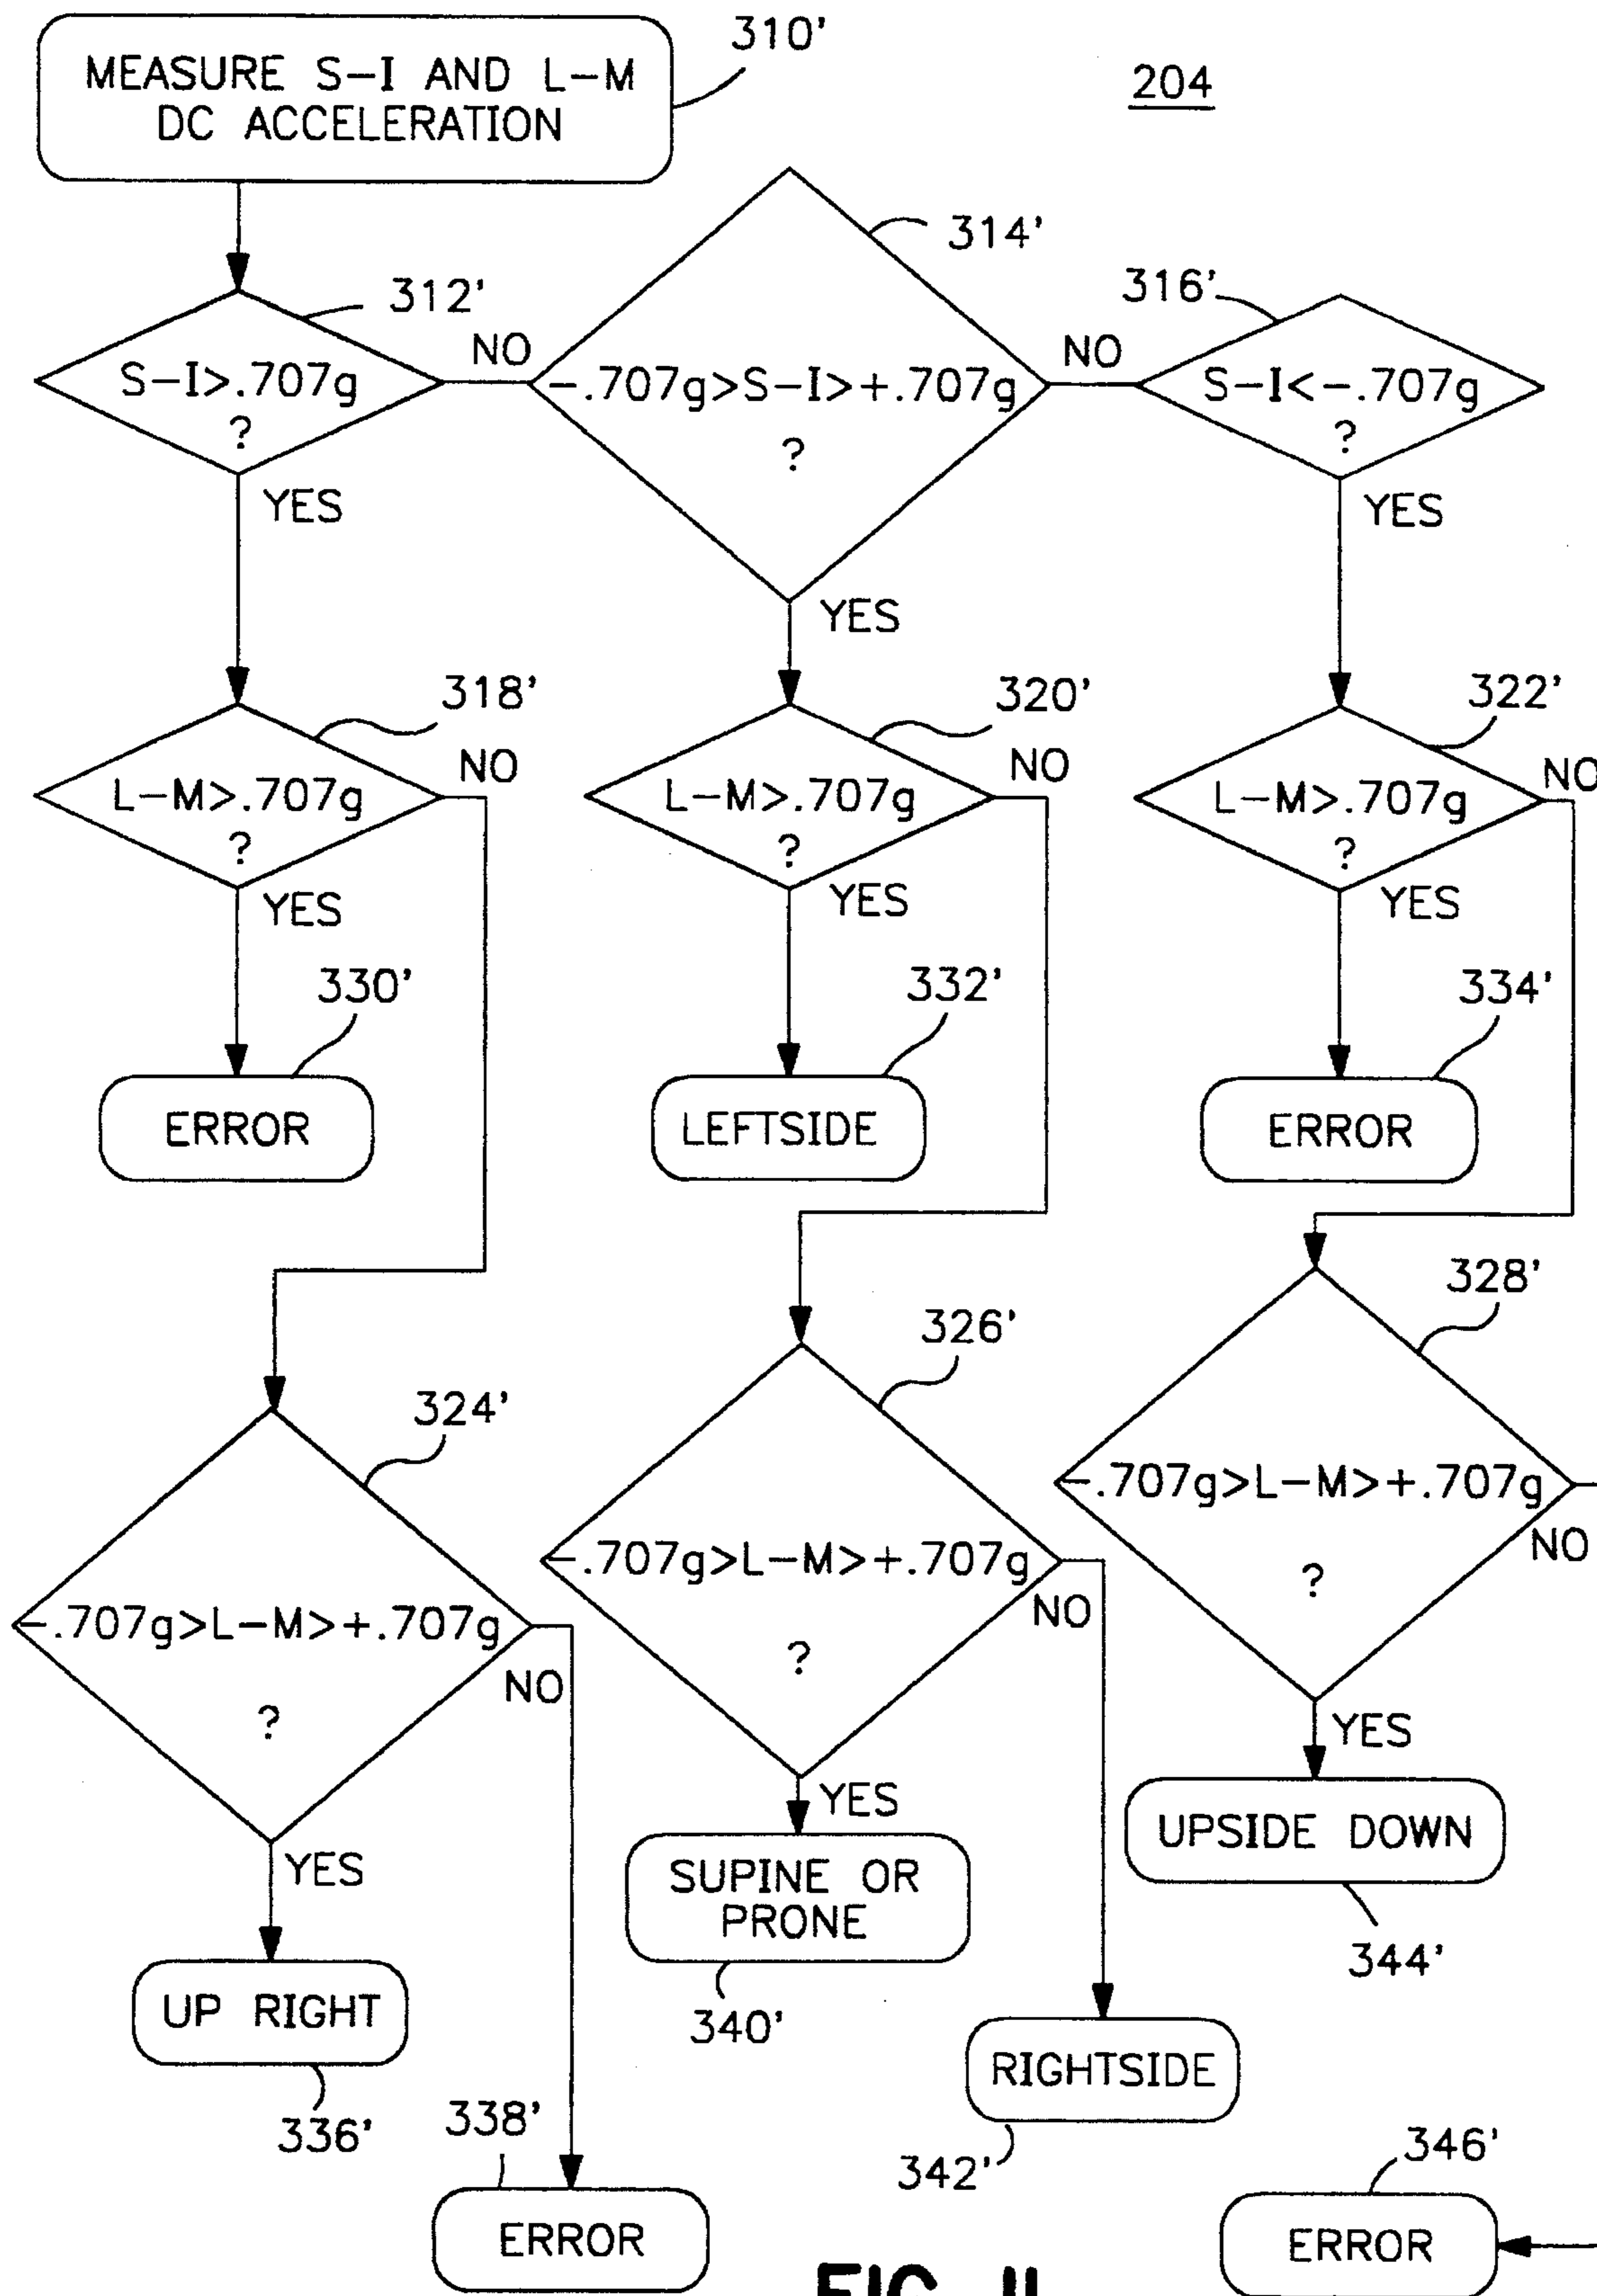 310'
MEASURE S-I AND L-M
DC ACCELERATION
204
314'
312'
316'
NO
NO
S-I>.707g
?
-.707g>S-I>+.707g
?
S-I<-.707g
?
YES
YES
YES
318'
320'
322'
NO
NO
NO
L-M>.707g
?
L-M>.707g
?
L-M>.707g
?
YES
YES
YES
330'
332'
334'
ERROR
LEFTSIDE
ERROR
328'
326'
324'
-.707g>L-M>+.707g
?
NO
-.707g>L-M>+.707g
?
NO
-.707g>L-M>+.707g
?
NO
YES
YES
YES
UPSIDE DOWN
SUPINE OR
PRONE
344'
UP RIGHT
340'
RIGHTSIDE
336'
338'
342'
346'
ERROR
ERROR
FIG. 11